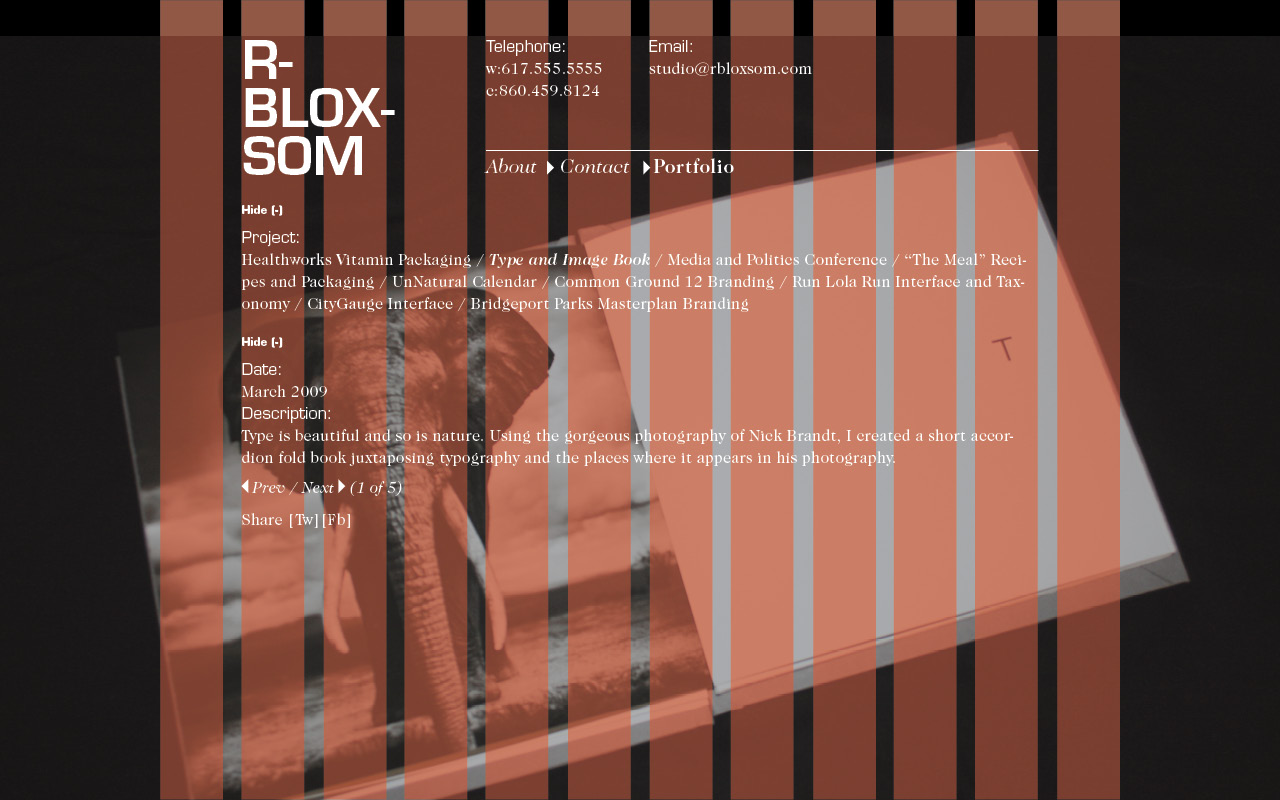 R-
BLOX-
SOM
Telephone:
w:617.555.5555
c:860.459.8124
Email:
studio@rbloxsom.com
About Contact Portfolio
Hide (-)
Project:
Healthworks Vitamin Packaging / Type and Image Book / Media and Politics Conference / “The Meal” Reci-
pes and Packaging / UnNatural Calendar / Common Ground 12 Branding / Run Lola Run Interface and Tax-
onomy / CityGauge Interface / Bridgeport Parks Masterplan Branding
Hide (-)
Date:
March 2009
Description:
Type is beautiful and so is nature. Using the gorgeous photography of Nick Brandt, I created a short accor-
dion fold book juxtaposing typography and the places where it appears in his photography.
Prev / Next (1 of 5)
Share [Tw][Fb]
T